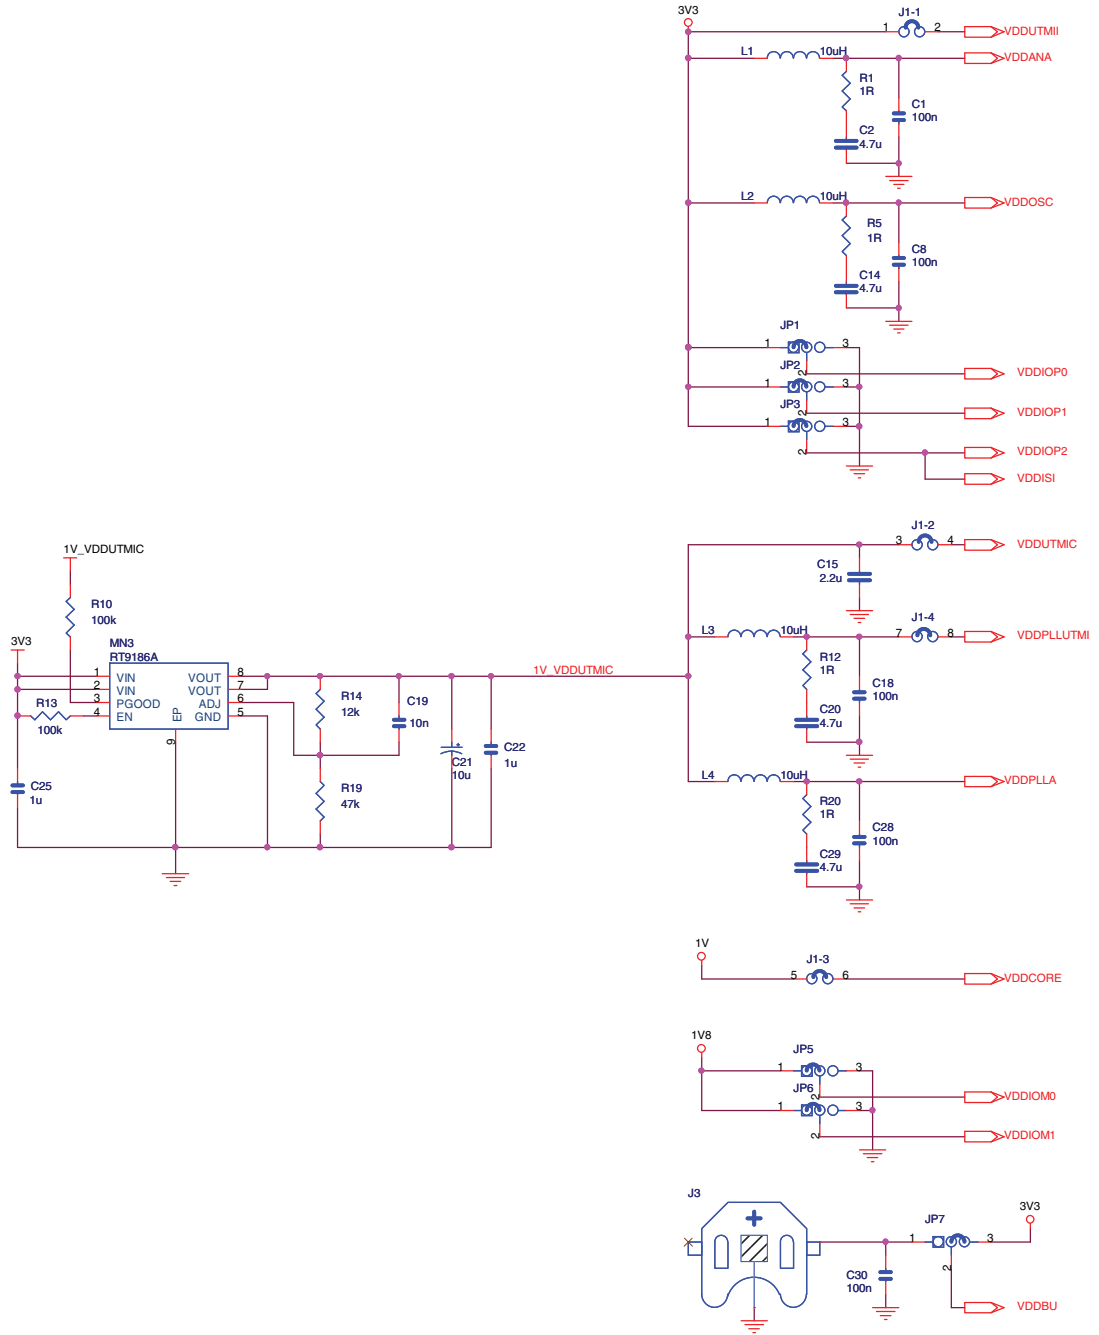 3V3
J1-1
1
2
VDDUTMII
L1
10uH
VDDANA
R1
1R
C1
100n
C2
4.7u
L2
10uH
VDDOSC
R5
1R
C8
100n
C14
4.7u
JP1
1
3
2
VDDIOP0
JP2
1
3
2
VDDIOP1
JP3
1
3
2
VDDIOP2
VDDISI
1V_VDDUTMIC
R10
100k
3V3
MN3
RT9186A
1
2
3
4
VIN
VIN
PGOOD
EN
EP
9
VOUT
VOUT
ADJ
GND
8
7
6
5
R13
100k
C25
1u
R14
12k
C19
10n
R19
47k
C21
10u
C22
1u
1V_VDDUTMIC
J1-2
3
4
VDDUTMIC
C15
2.2u
L3
10uH
J1-4
7
8
VDDPLLUTMI
R12
1R
C18
100n
C20
4.7u
L4
10uH
VDDPLLA
R20
1R
C28
100n
C29
4.7u
1V
J1-3
5
6
VDDCORE
1V8
JP5
1
3
2
VDDIOM0
JP6
1
3
2
VDDIOM1
J3
+
C30
100n
JP7
1
3
2
3V3
VDDBU